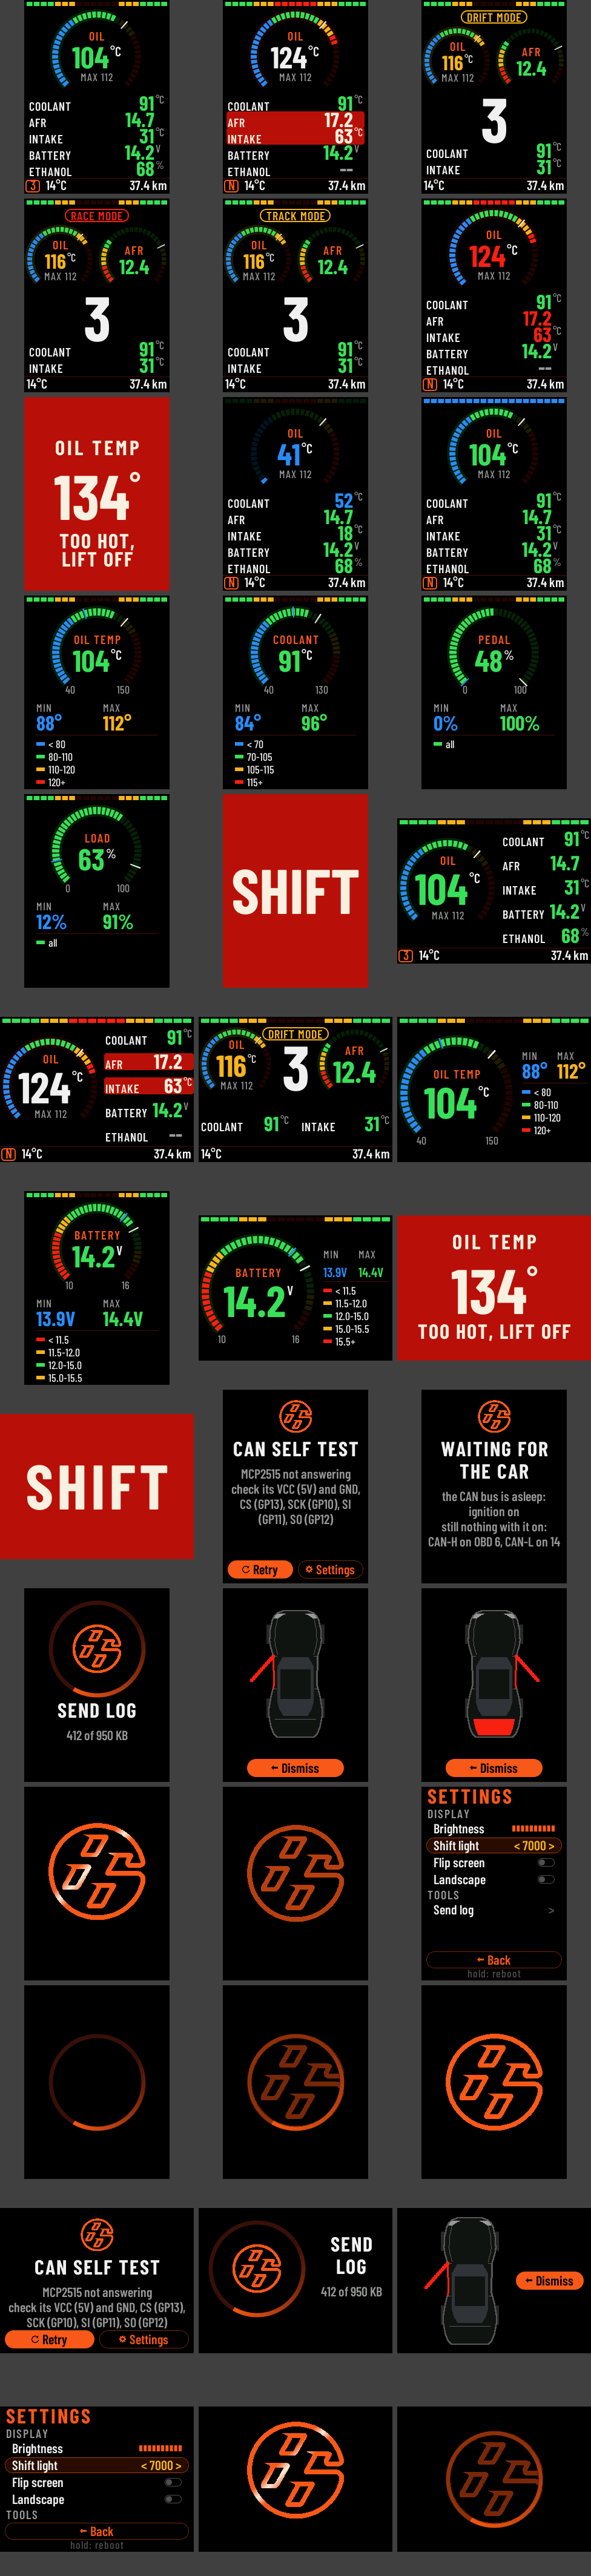 OIL
104°C
MAX 112
COOLANT 91°C
AFR 14.7
INTAKE 31°C
BATTERY 14.2V
ETHANOL 68%
3 14°C 37.4 km
OIL
124°C
MAX 112
COOLANT 91°C
AFR 17.2
INTAKE 63°C
BATTERY 14.2V
ETHANOL --
N 14°C 37.4 km
DRIFT MODE
OIL AFR
116°C 12.4
MAX 112
3
COOLANT 91°C
INTAKE 31°C
14°C 37.4 km
RACE MODE
OIL AFR
116°C 12.4
MAX 112
3
COOLANT 91°C
INTAKE 31°C
14°C 37.4 km
TRACK MODE
OIL AFR
116°C 12.4
MAX 112
3
COOLANT 91°C
INTAKE 31°C
14°C 37.4 km
OIL
124°C
MAX 112
COOLANT 91°C
AFR 17.2
INTAKE 63°C
BATTERY 14.2V
ETHANOL --
N 14°C 37.4 km
OIL TEMP
134°
TOO HOT,
LIFT OFF
OIL
41°C
MAX 112
COOLANT 52°C
AFR 14.7
INTAKE 18°C
BATTERY 14.2V
ETHANOL 68%
N 14°C 37.4 km
OIL
104°C
MAX 112
COOLANT 91°C
AFR 14.7
INTAKE 31°C
BATTERY 14.2V
ETHANOL 68%
N 14°C 37.4 km
OIL TEMP
104°C
40 150
MIN MAX
88° 112°
< 80
80-110
110-120
120+
COOLANT
91°C
40 130
MIN MAX
84° 96°
< 70
70-105
105-115
115+
PEDAL
48%
0 100
MIN MAX
0% 100%
all
LOAD
63%
0 100
MIN MAX
12% 91%
all
SHIFT
OIL
104°C
MAX 112
COOLANT 91°C
AFR 14.7
INTAKE 31°C
BATTERY 14.2V
ETHANOL 68%
3 14°C 37.4 km
OIL
124°C
MAX 112
COOLANT 91°C
AFR 17.2
INTAKE 63°C
BATTERY 14.2V
ETHANOL --
N 14°C 37.4 km
DRIFT MODE
OIL AFR
116°C 3 12.4
MAX 112
COOLANT 91°C INTAKE 31°C
14°C 37.4 km
OIL TEMP
104°C
40 150
MIN MAX
88° 112°
< 80
80-110
110-120
120+
BATTERY
14.2V
10 16
MIN MAX
13.9V 14.4V
< 11.5
11.5-12.0
12.0-15.0
15.0-15.5
BATTERY
14.2V
10 16
MIN MAX
13.9V 14.4V
< 11.5
11.5-12.0
12.0-15.0
15.0-15.5
15.5+
OIL TEMP
134°
TOO HOT, LIFT OFF
SHIFT
CAN SELF TEST
MCP2515 not answering
check its VCC (5V) and GND,
CS (GP13), SCK (GP10), SI
(GP11), SO (GP12)
Retry Settings
WAITING FOR
THE CAR
the CAN bus is asleep:
ignition on
still nothing with it on:
CAN-H on OBD 6, CAN-L on 14
SEND LOG
412 of 950 KB
← Dismiss
← Dismiss
SETTINGS
DISPLAY
Brightness
Shift light < 7000 >
Flip screen
Landscape
TOOLS
Send log >
← Back
hold: reboot
CAN SELF TEST
MCP2515 not answering
check its VCC (5V) and GND, CS (GP13),
SCK (GP10), SI (GP11), SO (GP12)
Retry Settings
SEND
LOG
412 of 950 KB
← Dismiss
SETTINGS
DISPLAY
Brightness
Shift light < 7000 >
Flip screen
Landscape
TOOLS
← Back
hold: reboot